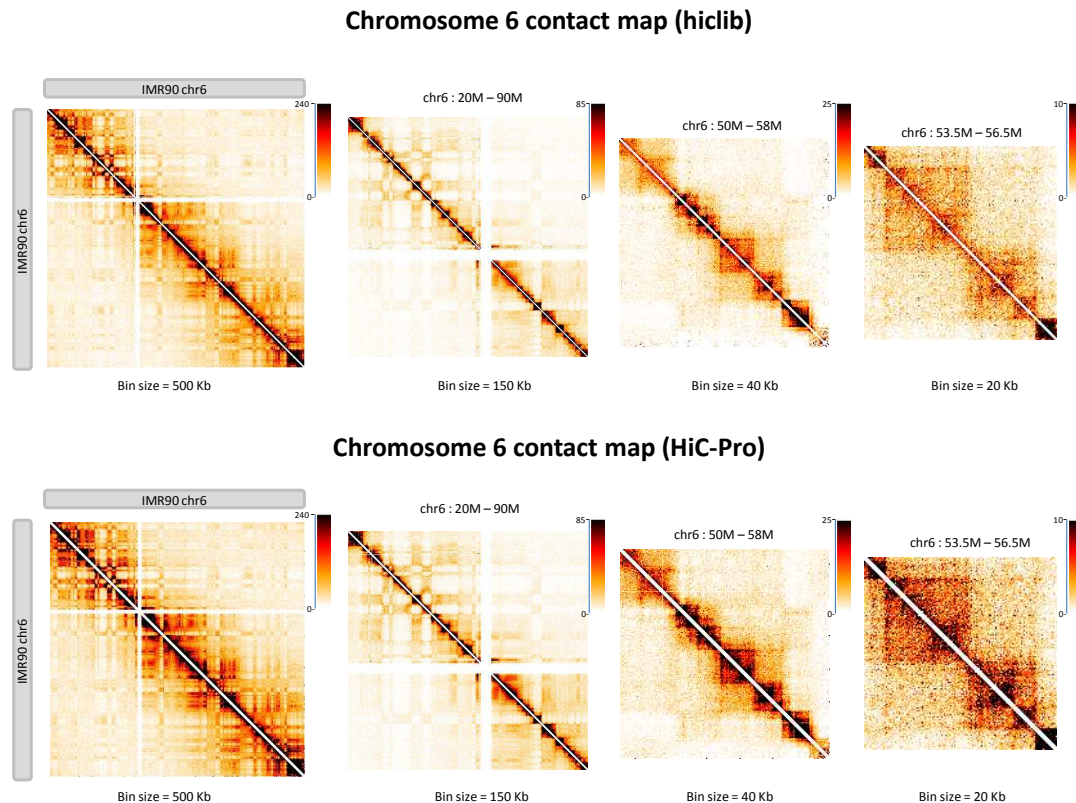 Chromosome 6 contact map (hiclib)
IMR90 chr6
IMR90 chr6
240
0
chr6 : 20M – 90M
85
0
chr6 : 50M – 58M
25
0
chr6 : 53.5M – 56.5M
10
0
Bin size = 500 Kb
Bin size = 150 Kb
Bin size = 40 Kb
Bin size = 20 Kb
Chromosome 6 contact map (HiC-Pro)
IMR90 chr6
IMR90 chr6
240
0
chr6 : 20M – 90M
85
0
chr6 : 50M – 58M
25
0
chr6 : 53.5M – 56.5M
10
0
Bin size = 500 Kb
Bin size = 150 Kb
Bin size = 40 Kb
Bin size = 20 Kb